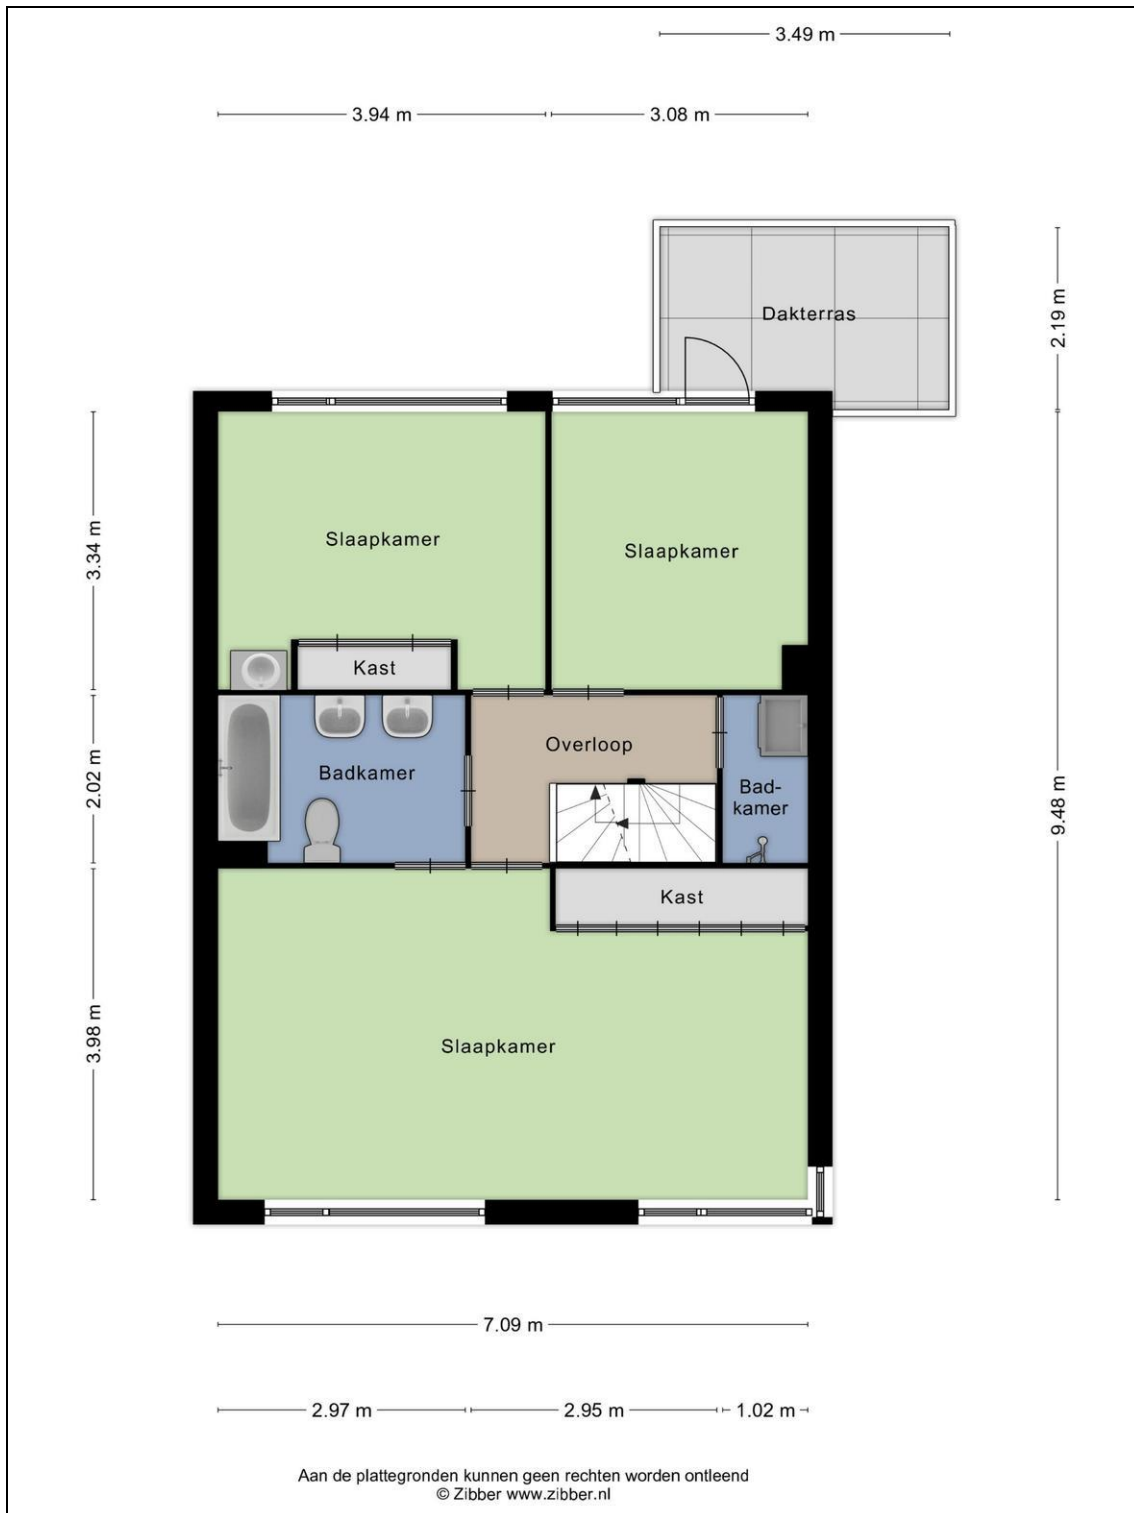 3.49 m
3.94 m
3.08 m
Dakterras
2.19 m
Slaapkamer
Slaapkamer
3.34 m
Kast
Overloop
Badkamer
Bad-
kamer
2.02 m
9.48 m
Kast
Slaapkamer
3.98 m
7.09 m
2.97 m
2.95 m
1.02 m
Aan de plattegronden kunnen geen rechten worden ontleend
© Zibber www.zibber.nl